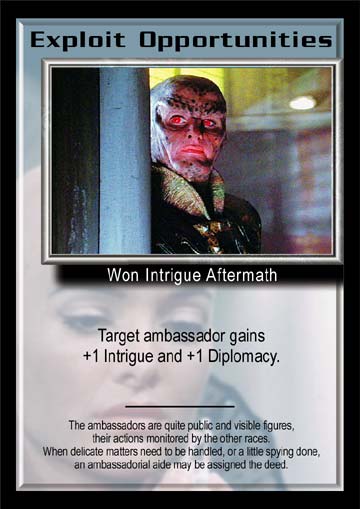 Exploit Opportunities
Won Intrigue Aftermath
Target ambassador gains
+1 Intrigue and +1 Diplomacy.
The ambassadors are quite public and visible figures,
their actions monitored by the other races.
When delicate matters need to be handled, or a little spying done,
an ambassadorial aide may be assigned the deed.